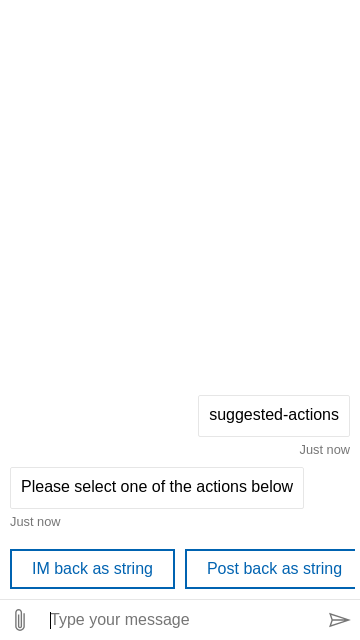 suggested-actions
Just now
Please select one of the actions below
Just now
IM back as string
Post back as string
Type your message